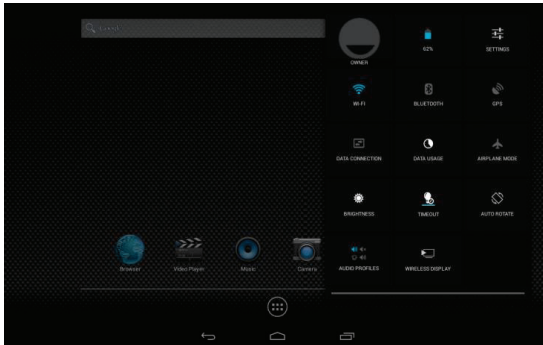 OWNER
62%
SETTINGS
WI-FI
BLUETOOTH
GPS
DATA CONNECTION
DATA USAGE
AIRPLANE MODE
BRIGHTNESS
TIMEOUT
AUTO ROTATE
AUDIO PROFILES
WIRELESS DISPLAY
Browser
Video Player
Music
Camera